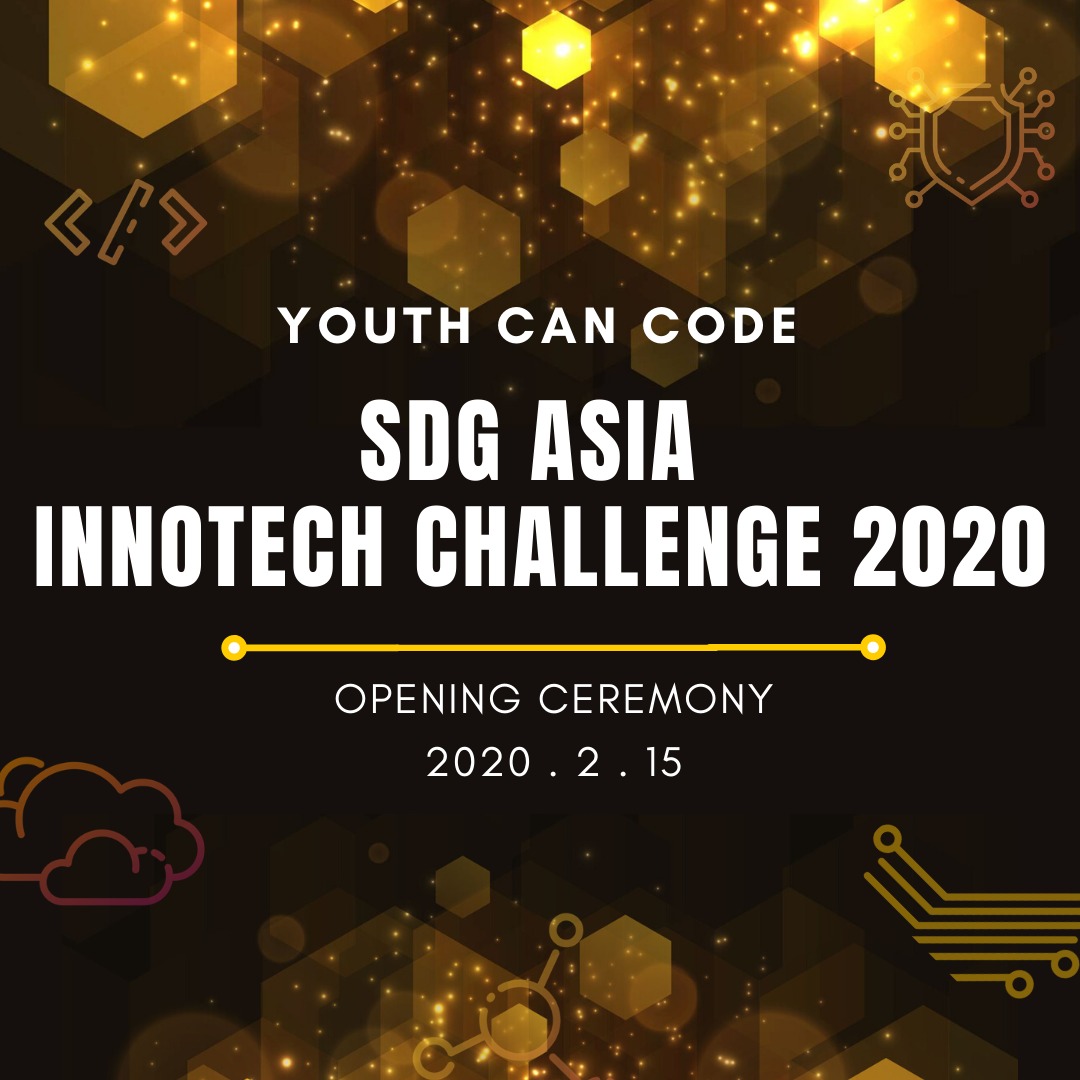 YOUTH CAN CODE
SDG ASIA
INNOTECH CHALLENGE 2020
OPENING CEREMONY
2020 . 2 . 15